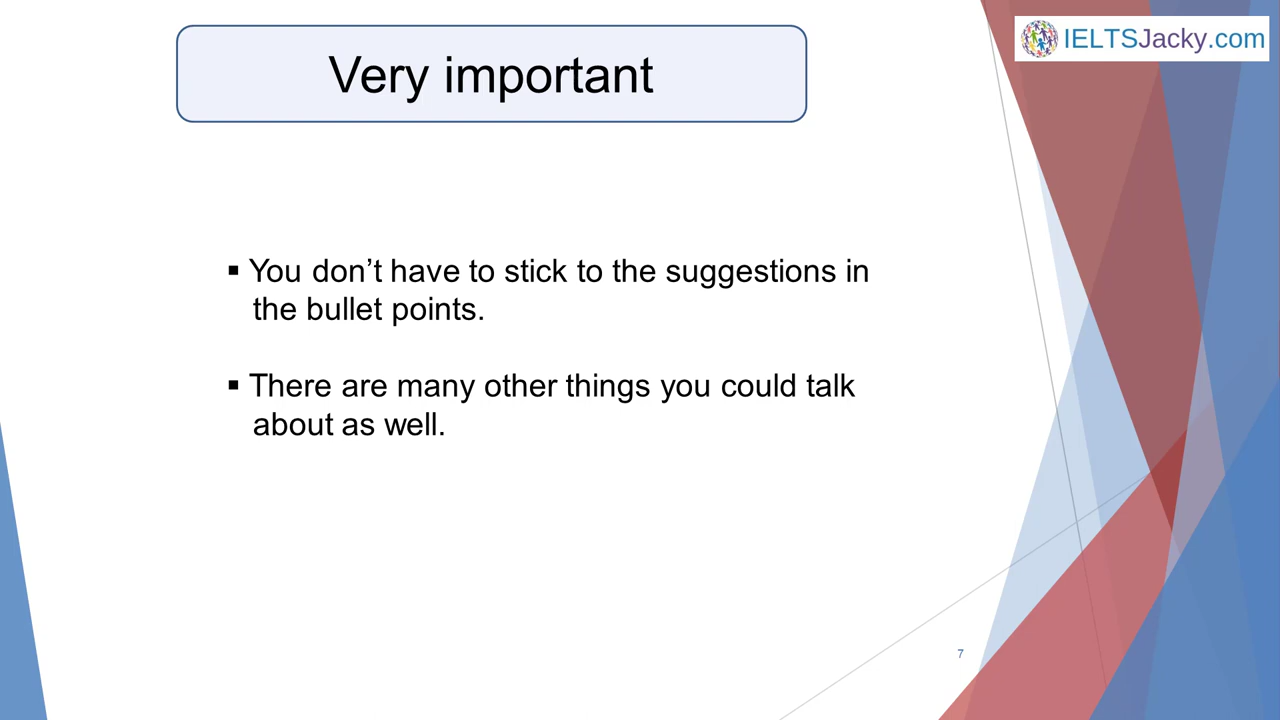 IELTSJacky.com
Very important
▪ You don’t have to stick to the suggestions in
the bullet points.
▪ There are many other things you could talk
about as well.
7